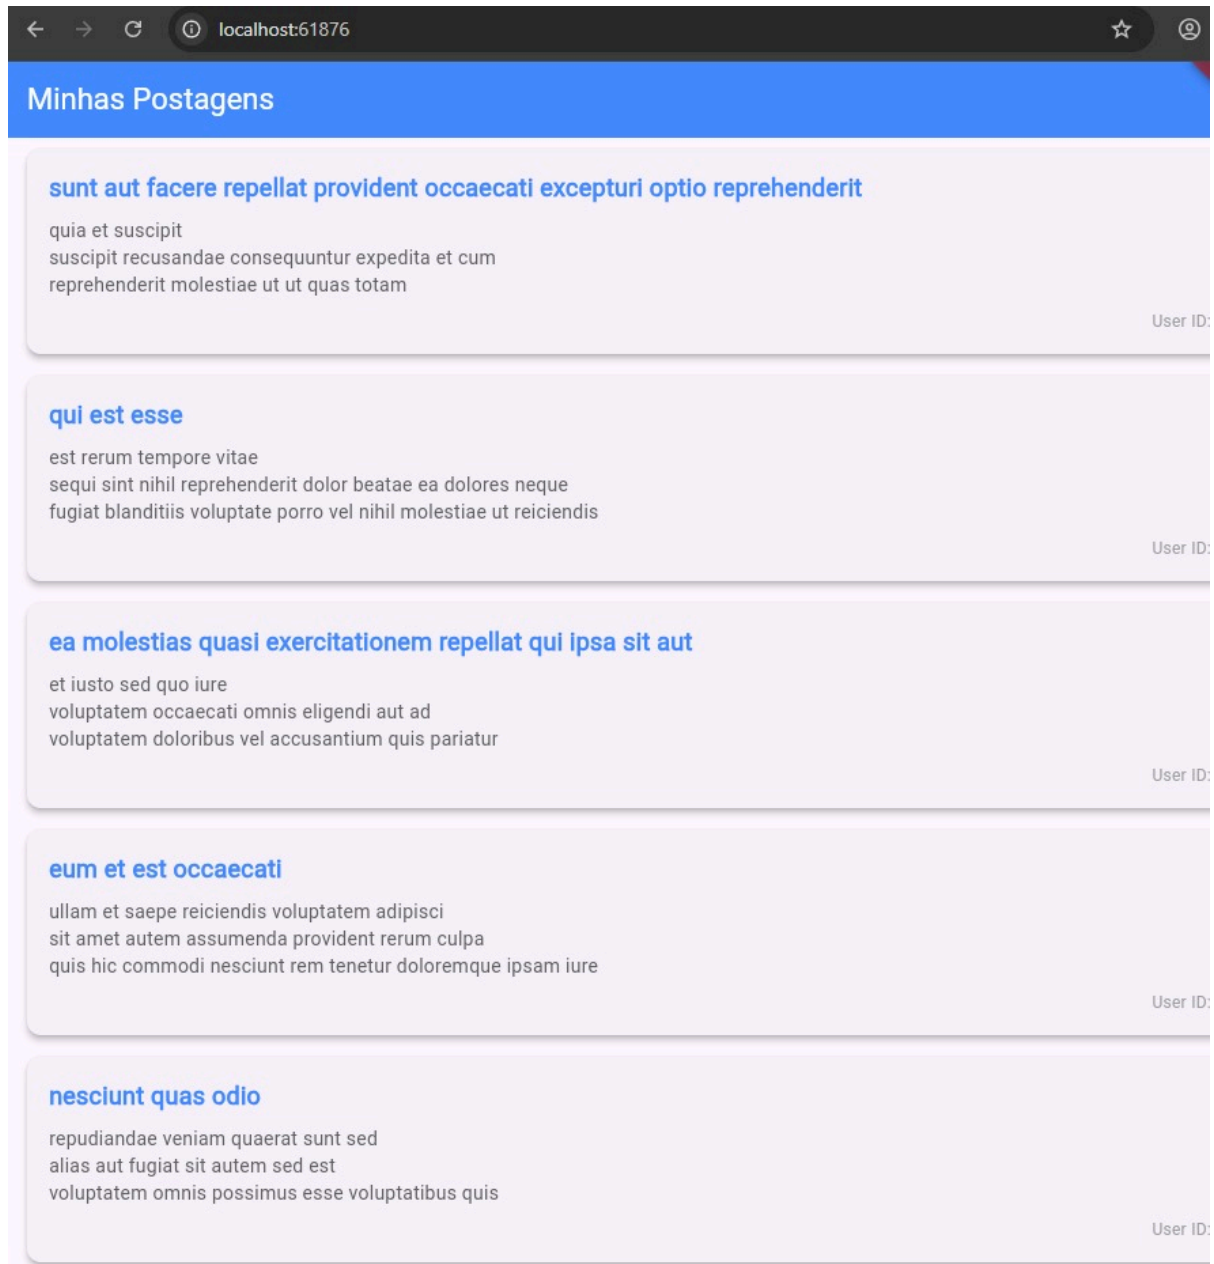 localhost:61876
Minhas Postagens
sunt aut facere repellat provident occaecati excepturi optio reprehenderit
quia et suscipit
suscipit recusandae consequuntur expedita et cum
reprehenderit molestiae ut ut quas totam
User ID:
qui est esse
est rerum tempore vitae
sequi sint nihil reprehenderit dolor beatae ea dolores neque
fugiat blanditiis voluptate porro vel nihil molestiae ut reiciendis
User ID:
ea molestias quasi exercitationem repellat qui ipsa sit aut
et iusto sed quo iure
voluptatem occaecati omnis eligendi aut ad
voluptatem doloribus vel accusantium quis pariatur
User ID:
eum et est occaecati
ullam et saepe reiciendis voluptatem adipisci
sit amet autem assumenda provident rerum culpa
quis hic commodi nesciunt rem tenetur doloremque ipsam iure
User ID:
nesciunt quas odio
repudiandae veniam quaerat sunt sed
alias aut fugiat sit autem sed est
voluptatem omnis possimus esse voluptatibus quis
User ID: